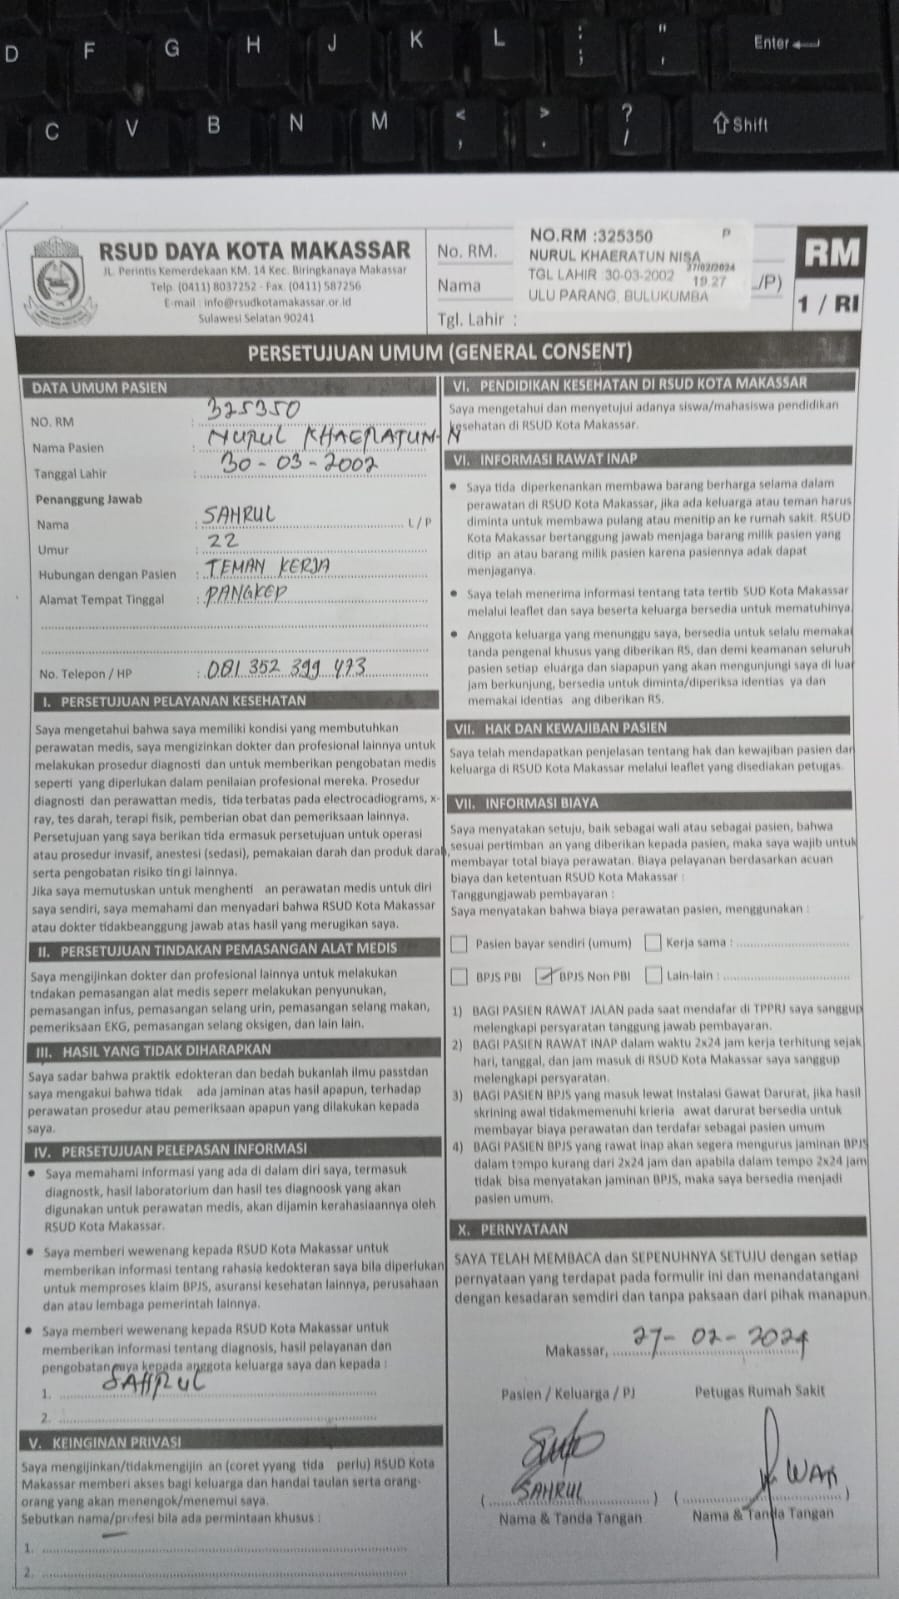 D F G H J K L : ; " ' Enter
C V B N M < , > . ? / Shift
RSUD DAYA KOTA MAKASSAR
JL. Perintis Kemerdekaan KM. 14 Kec. Biringkanaya Makassar
Telp. (0411) 8037252 - Fax. (0411) 587256
E-mail : info@rsudkotamakassar.or.id
Sulawesi Selatan 90241
No. RM.
Nama
Tgl. Lahir :
NO.RM :325350 P
NURUL KHAERATUN NISA
TGL LAHIR :30-03-2002
27/02/2024
19.27
ULU PARANG, BULUKUMBA
/P)
RM
1 / RI
PERSETUJUAN UMUM (GENERAL CONSENT)
DATA UMUM PASIEN
NO. RM : 325350
Nama Pasien : NURUL KHAERATUN-N
Tanggal Lahir : 30-03-2002
Penanggung Jawab
Nama : SAHRUL L/P
Umur : 22
Hubungan dengan Pasien : TEMAN KERJA
Alamat Tempat Tinggal : PANGKEP
No. Telepon / HP : 081 352 399 473
I. PERSETUJUAN PELAYANAN KESEHATAN
Saya mengetahui bahwa saya memiliki kondisi yang membutuhkan
perawatan medis, saya mengizinkan dokter dan profesional lainnya untuk
melakukan prosedur diagnosti dan untuk memberikan pengobatan medis
seperti yang diperlukan dalam penilaian profesional mereka. Prosedur
diagnosti dan perawattan medis, tida terbatas pada electrocadiograms, x-
ray, tes darah, terapi fisik, pemberian obat dan pemeriksaan lainnya.
Persetujuan yang saya berikan tida ermasuk persetujuan untuk operasi
atau prosedur invasif, anestesi (sedasi), pemakaian darah dan produk darah,
serta pengobatan risiko tin gi lainnya.
Jika saya memutuskan untuk menghenti an perawatan medis untuk diri
saya sendiri, saya memahami dan menyadari bahwa RSUD Kota Makassar
atau dokter tidakbeanggung jawab atas hasil yang merugikan saya.
II. PERSETUJUAN TINDAKAN PEMASANGAN ALAT MEDIS
Saya mengijinkan dokter dan profesional lainnya untuk melakukan
tndakan pemasangan alat medis seperr melakukan penyunukan,
pemasangan infus, pemasangan selang urin, pemasangan selang makan,
pemeriksaan EKG, pemasangan selang oksigen, dan lain lain.
III. HASIL YANG TIDAK DIHARAPKAN
Saya sadar bahwa praktik edokteran dan bedah bukanlah ilmu passtdan
saya mengakui bahwa tidak ada jaminan atas hasil apapun, terhadap
perawatan prosedur atau pemeriksaan apapun yang dilakukan kepada
saya.
IV. PERSETUJUAN PELEPASAN INFORMASI
● Saya memahami informasi yang ada di dalam diri saya, termasuk
diagnostk, hasil laboratorium dan hasil tes diagnoosk yang akan
digunakan untuk perawatan medis, akan dijamin kerahasiaannya oleh
RSUD Kota Makassar.
● Saya memberi wewenang kepada RSUD Kota Makassar untuk
memberikan informasi tentang rahasia kedokteran saya bila diperlukan
untuk memproses klaim BPJS, asuransi kesehatan lainnya, perusahaan
dan atau lembaga pemerintah lainnya.
● Saya memberi wewenang kepada RSUD Kota Makassar untuk
memberikan informasi tentang diagnosis, hasil pelayanan dan
pengobatan saya kepada anggota keluarga saya dan kepada :
1. SAHRUL
2.
V. KEINGINAN PRIVASI
Saya mengijinkan/tidakmengijin an (coret yyang tida perlu) RSUD Kota
Makassar memberi akses bagi keluarga dan handai taulan serta orang-
orang yang akan menengok/menemui saya.
Sebutkan nama/profesi bila ada permintaan khusus :
1.
2.
VI. PENDIDIKAN KESEHATAN DI RSUD KOTA MAKASSAR
Saya mengetahui dan menyetujui adanya siswa/mahasiswa pendidikan
kesehatan di RSUD Kota Makassar.
VI. INFORMASI RAWAT INAP
● Saya tida diperkenankan membawa barang berharga selama dalam
perawatan di RSUD Kota Makassar, jika ada keluarga atau teman harus
diminta untuk membawa pulang atau menitip an ke rumah sakit. RSUD
Kota Makassar bertanggung jawab menjaga barang milik pasien yang
ditip an atau barang milik pasien karena pasiennya adak dapat
menjaganya.
● Saya telah menerima informasi tentang tata tertib SUD Kota Makassar
melalui leaflet dan saya beserta keluarga bersedia untuk mematuhinya.
● Anggota keluarga yang menunggu saya, bersedia untuk selalu memakai
tanda pengenal khusus yang diberikan RS, dan demi keamanan seluruh
pasien setiap eluarga dan siapapun yang akan mengunjungi saya di luar
jam berkunjung, bersedia untuk diminta/diperiksa identias ya dan
memakai identias ang diberikan RS.
VII. HAK DAN KEWAJIBAN PASIEN
Saya telah mendapatkan penjelasan tentang hak dan kewajiban pasien dan
keluarga di RSUD Kota Makassar melalui leaflet yang disediakan petugas.
VII. INFORMASI BIAYA
Saya menyatakan setuju, baik sebagai wali atau sebagai pasien, bahwa
sesuai pertimban an yang diberikan kepada pasien, maka saya wajib untuk
membayar total biaya perawatan. Biaya pelayanan berdasarkan acuan
biaya dan ketentuan RSUD Kota Makassar :
Tanggungjawab pembayaran :
Saya menyatakan bahwa biaya perawatan pasien, menggunakan :
Pasien bayar sendiri (umum) Kerja sama :
BPJS PBI BPJS Non PBI Lain-lain :
1) BAGI PASIEN RAWAT JALAN pada saat mendafar di TPPRJ saya sanggup
melengkapi persyaratan tanggung jawab pembayaran.
2) BAGI PASIEN RAWAT INAP dalam waktu 2x24 jam kerja terhitung sejak
hari, tanggal, dan jam masuk di RSUD Kota Makassar saya sanggup
melengkapi persyaratan.
3) BAGI PASIEN BPJS yang masuk lewat Instalasi Gawat Darurat, jika hasil
skrining awal tidakmemenuhi krieria awat darurat bersedia untuk
membayar biaya perawatan dan terdafar sebagai pasien umum
4) BAGI PASIEN BPJS yang rawat inap akan segera mengurus jaminan BPJS
dalam tempo kurang dari 2x24 jam dan apabila dalam tempo 2x24 jam
tidak bisa menyatakan jaminan BPJS, maka saya bersedia menjadi
pasien umum.
X. PERNYATAAN
SAYA TELAH MEMBACA dan SEPENUHNYA SETUJU dengan setiap
pernyataan yang terdapat pada formulir ini dan menandatangani
dengan kesadaran semdiri dan tanpa paksaan dari pihak manapun.
Makassar, 27-02-2024
Pasien / Keluarga / PJ Petugas Rumah Sakit
( SAHRUL ) ( WAN )
Nama & Tanda Tangan Nama & Tanda Tangan